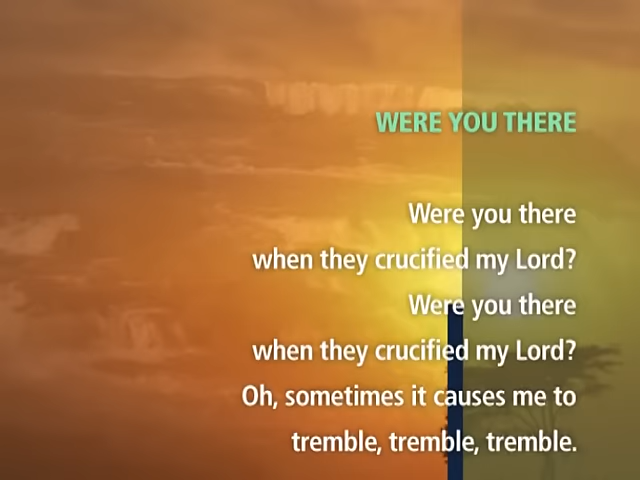 WERE YOU THERE
Were you there
when they crucified my Lord?
Were you there
when they crucified my Lord?
Oh, sometimes it causes me to
tremble, tremble, tremble.